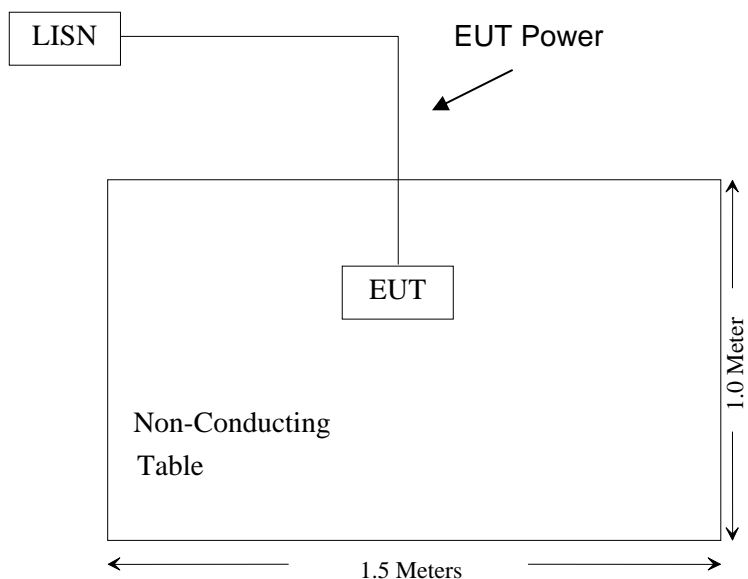 LISN
EUT Power
EUT
Non-Conducting
Table
1.0 Meter
1.5 Meters